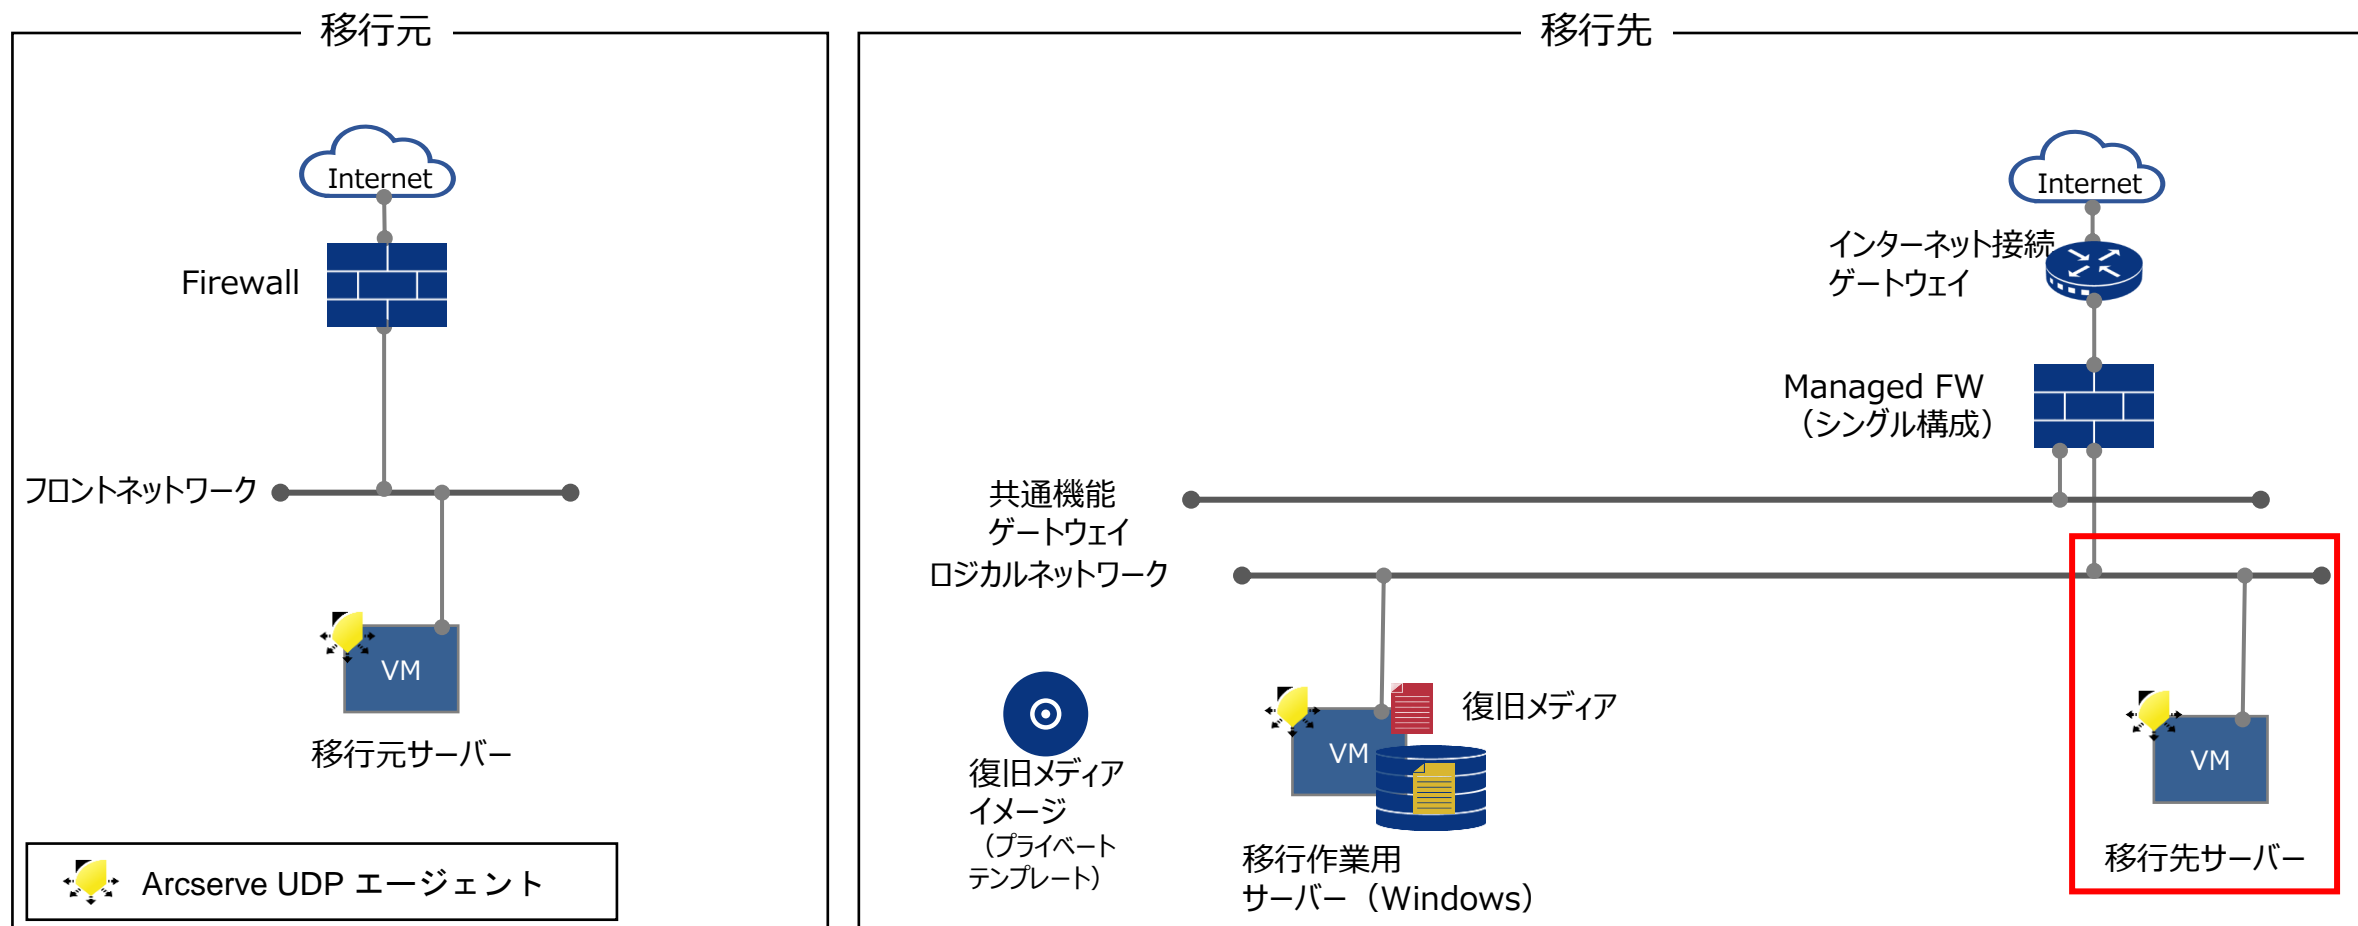 移行元
Internet
Firewall
フロントネットワーク
VM
移行元サーバー
Arcserve UDP エージェント
移行先
Internet
インターネット接続
ゲートウェイ
Managed FW
（シングル構成）
共通機能
ゲートウェイ
ロジカルネットワーク
復旧メディア
イメージ
（プライベート
テンプレート）
VM
復旧メディア
移行作業用
サーバー（Windows）
VM
移行先サーバー